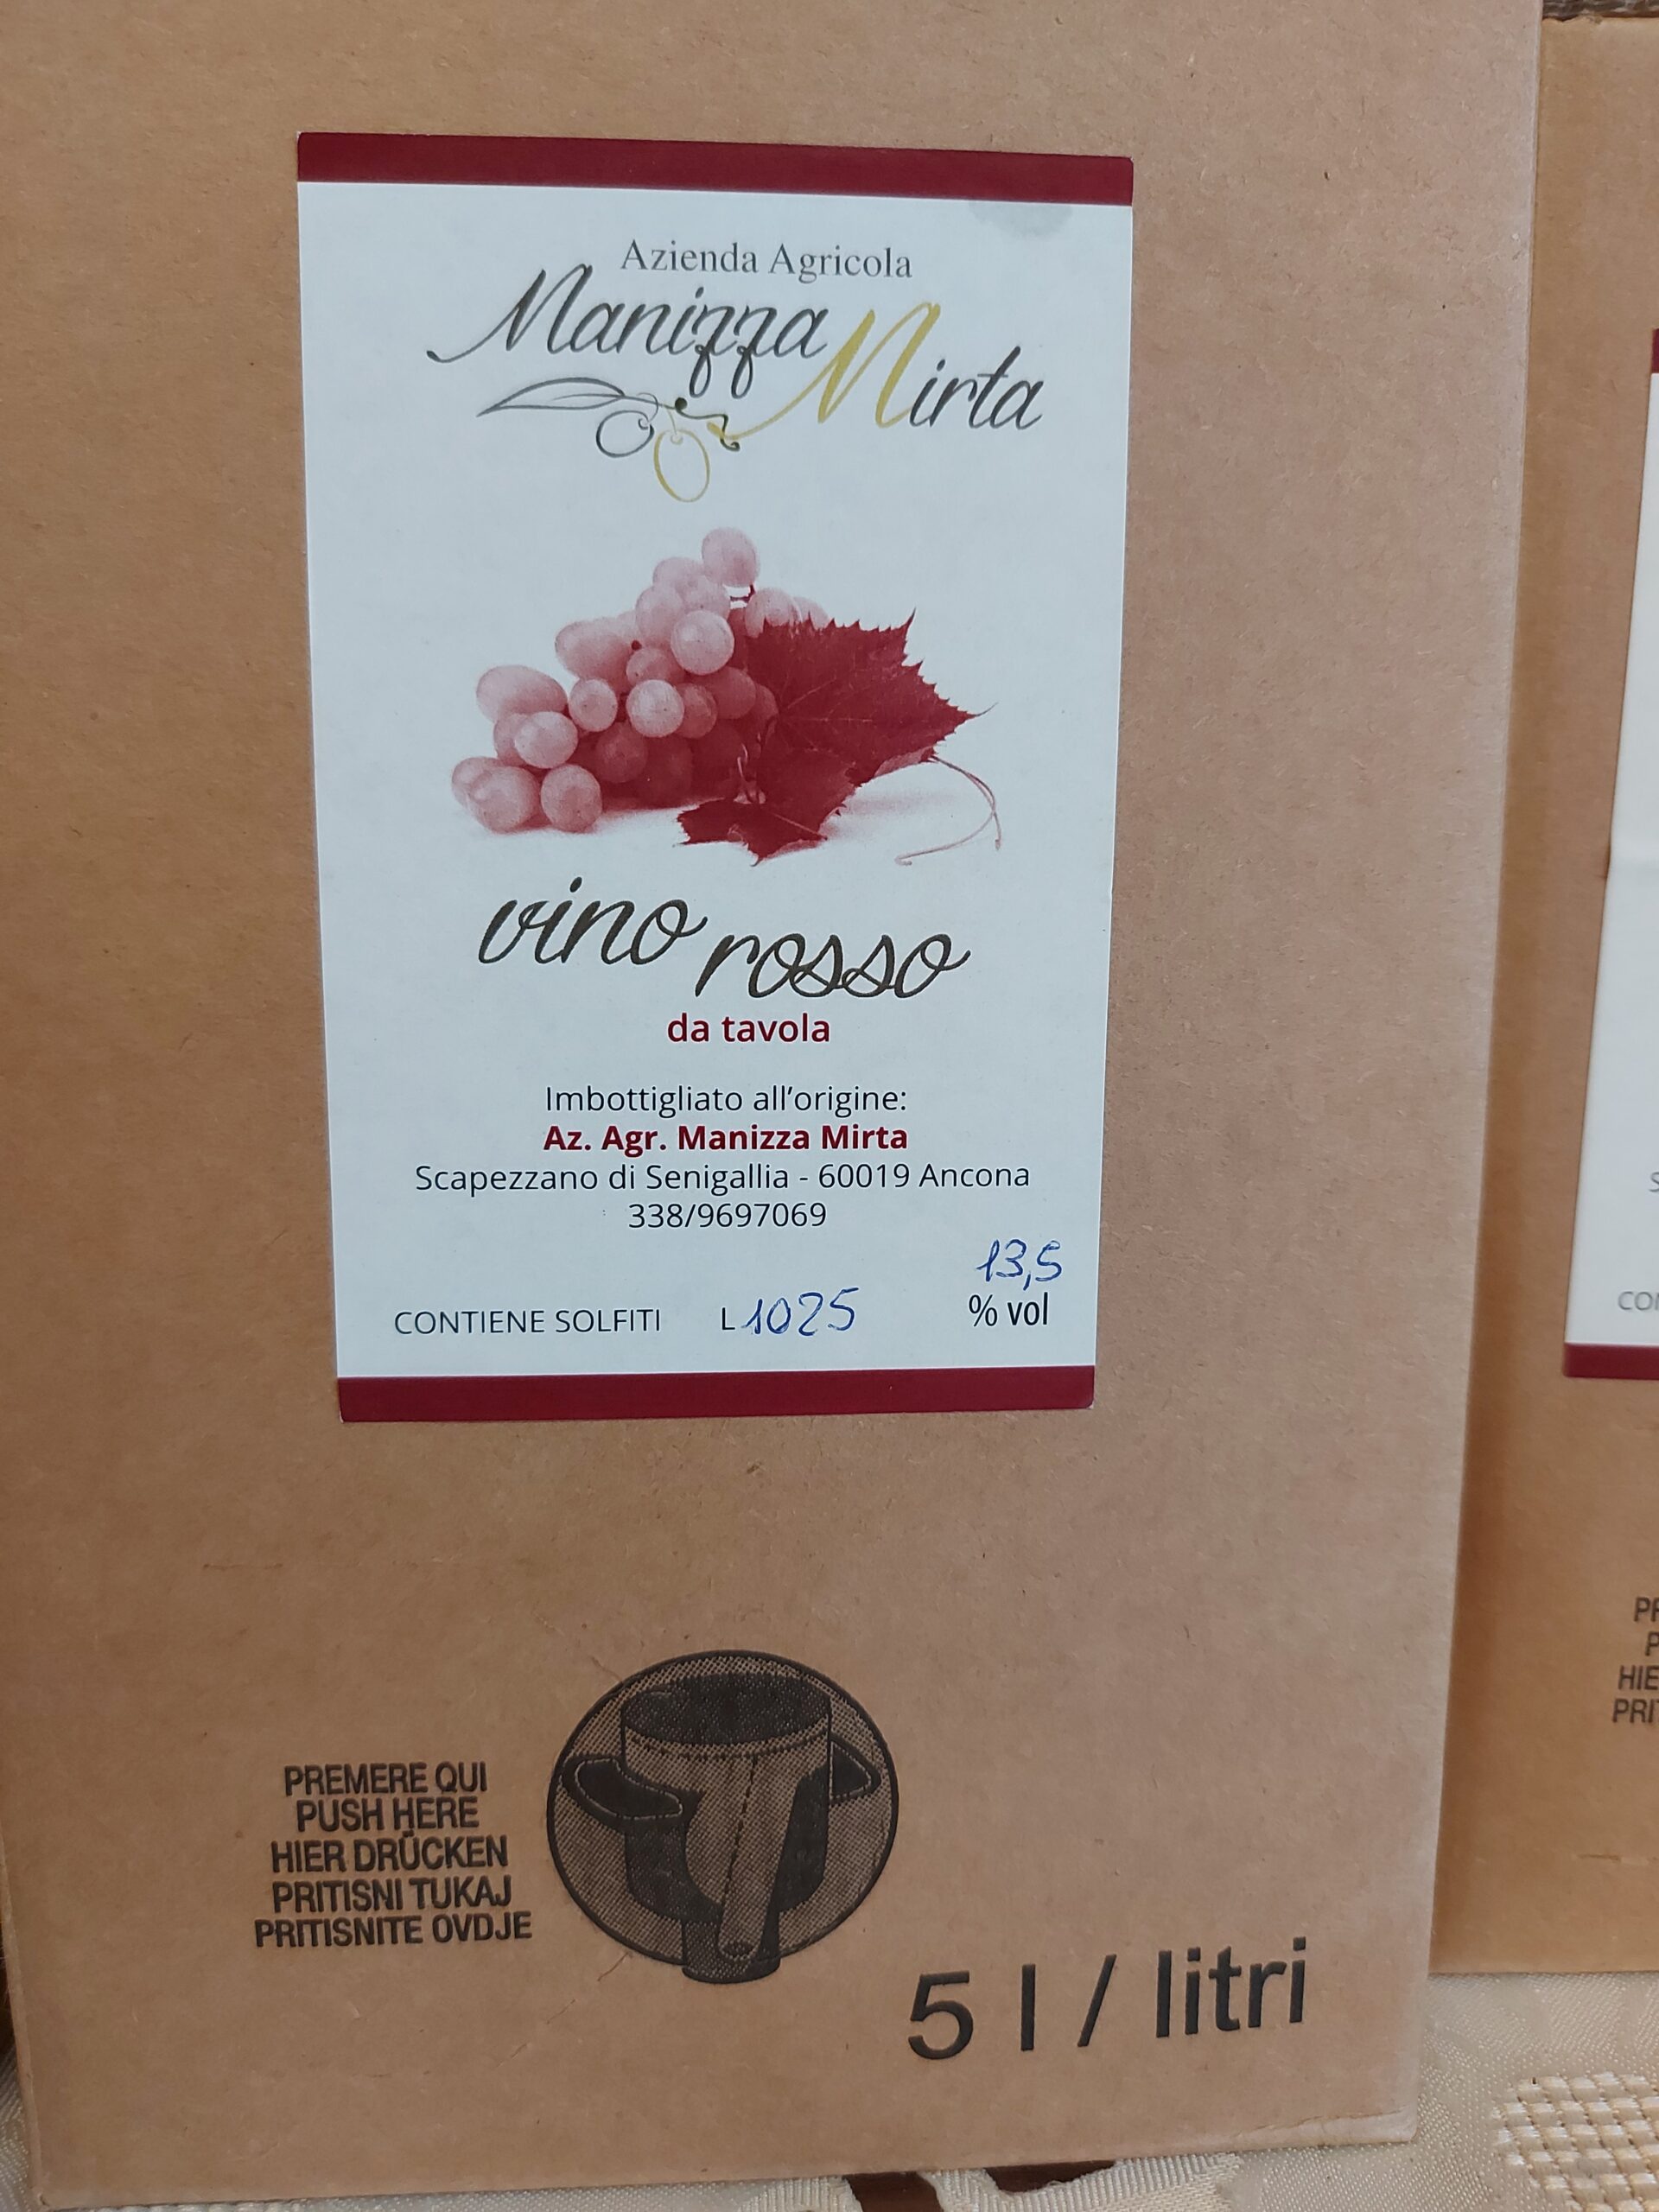 Azienda Agricola
Manizza Mirta
vino rosso
da tavola
Imbottigliato all'origine:
Az. Agr. Manizza Mirta
Scapezzano di Senigallia - 60019 Ancona
338/9697069
13,5
CONTIENE SOLFITI L 1025 % vol
PREMERE QUI
PUSH HERE
HIER DRÜCKEN
PRITISNI TUKAJ
PRITISNITE OVDJE
5 l / litri